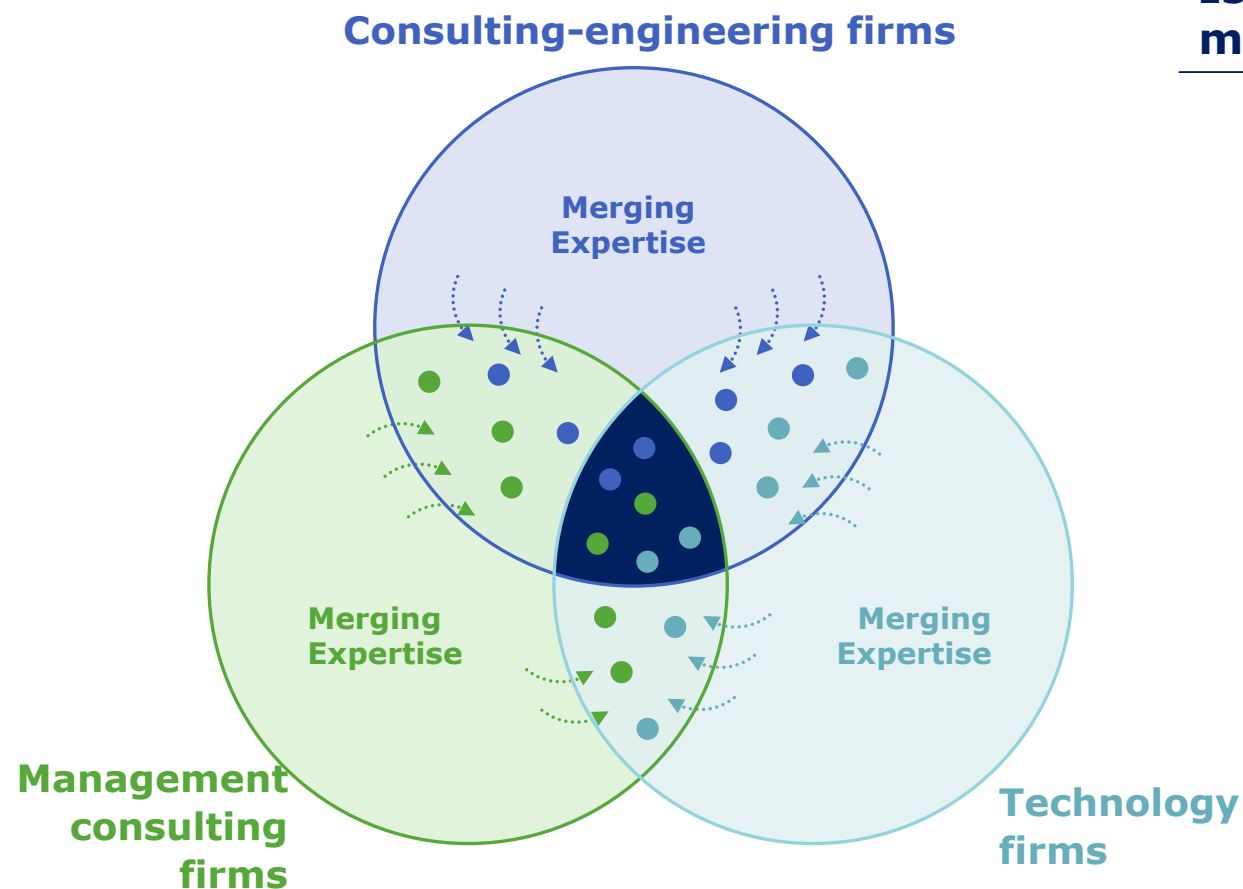 Consulting-engineering firms
Merging
Expertise
Merging
Expertise
Merging
Expertise
Management
consulting
firms
Technology
firms